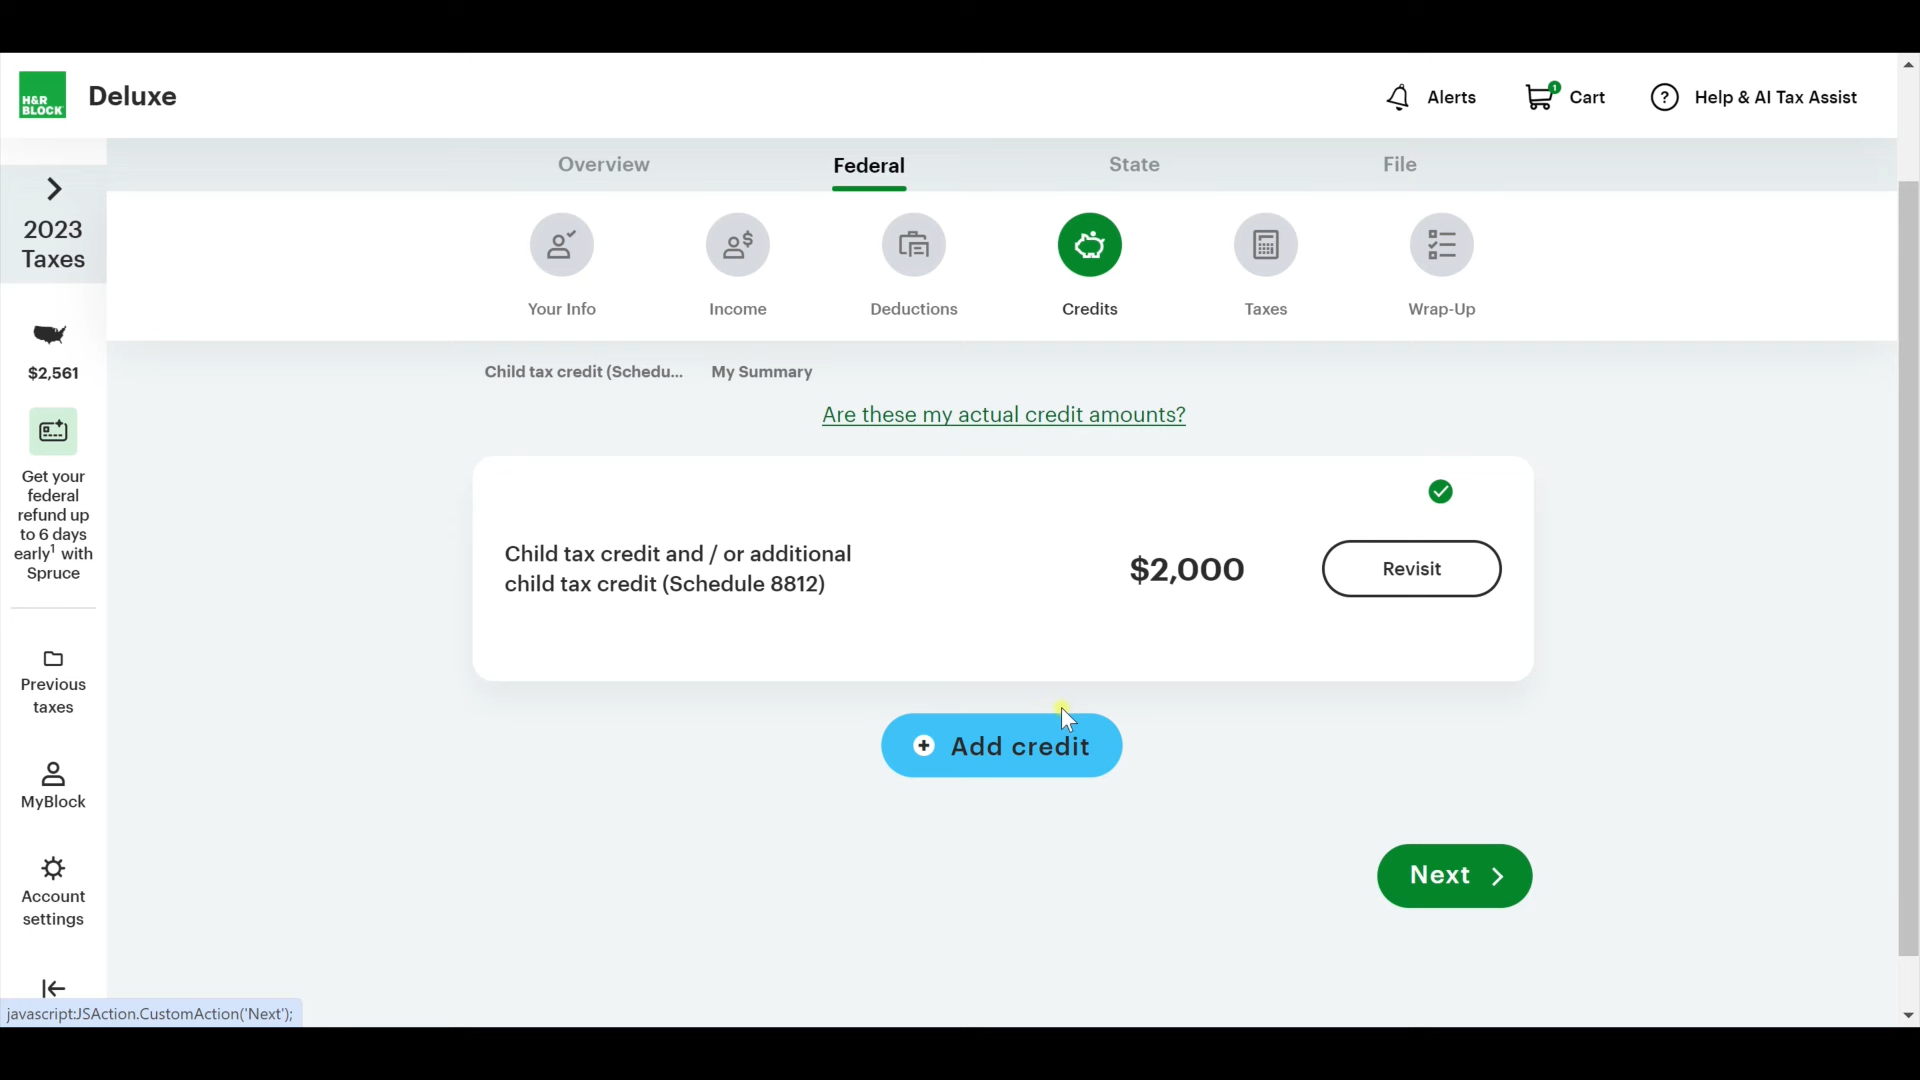 H&R
BLOCK
Deluxe
Alerts
1
Cart
? Help & AI Tax Assist
Overview
Federal
State
File
2023
Taxes
$2,561
Get your
federal
refund up
to 6 days
early1 with
Spruce
Previous
taxes
MyBlock
Account
settings
$
Your Info
Income
Deductions
Credits
Taxes
Wrap-Up
Child tax credit (Schedu...
My Summary
Are these my actual credit amounts?
Child tax credit and / or additional
child tax credit (Schedule 8812)
$2,000
Revisit
Add credit
Next
javascript:JSAction.CustomAction('Next');